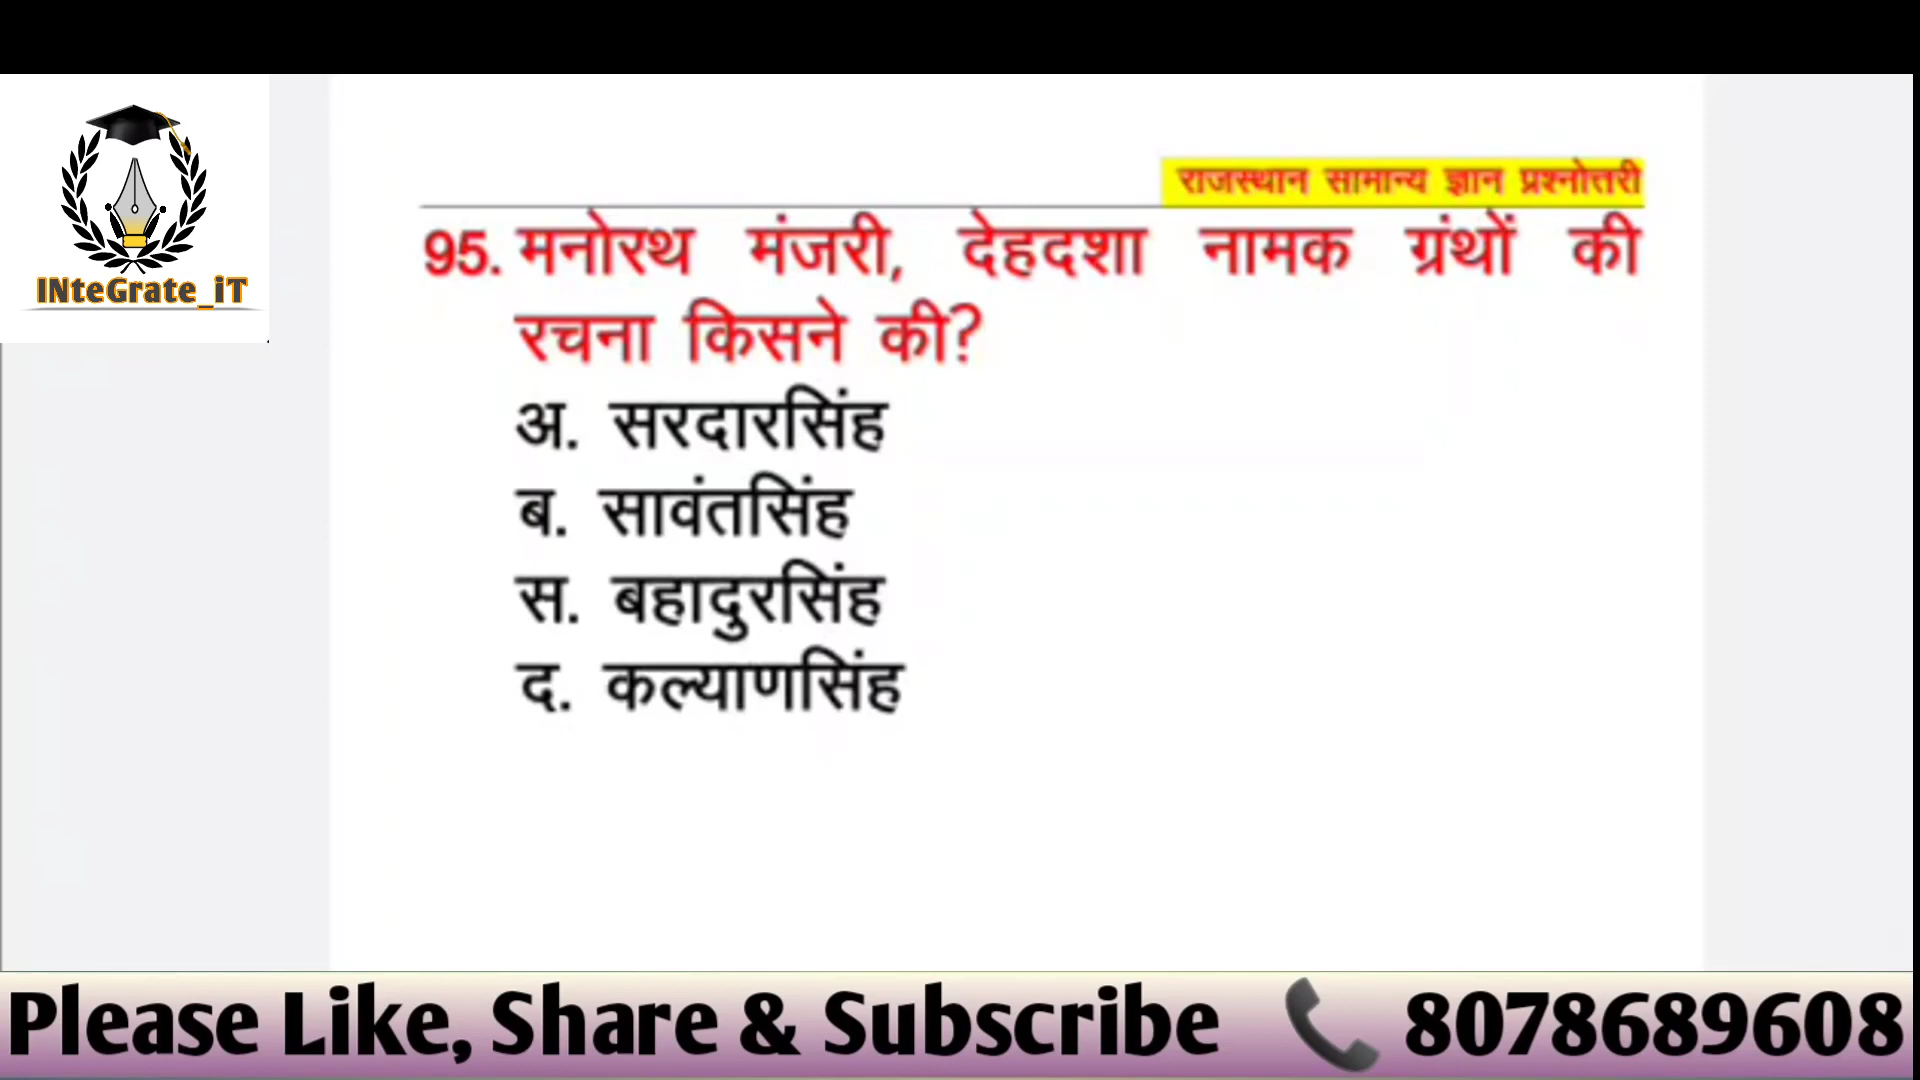 INteGrate_iT
राजस्थान सामान्य ज्ञान प्रश्नोतरी
95. मनोरथ मंजरी, देहदशा नामक ग्रंथों की
रचना किसने की?
अ. सरदारसिंह
ब. सावंतसिंह
स. बहादुरसिंह
द. कल्याणसिंह
Please Like, Share & Subscribe 8078689608